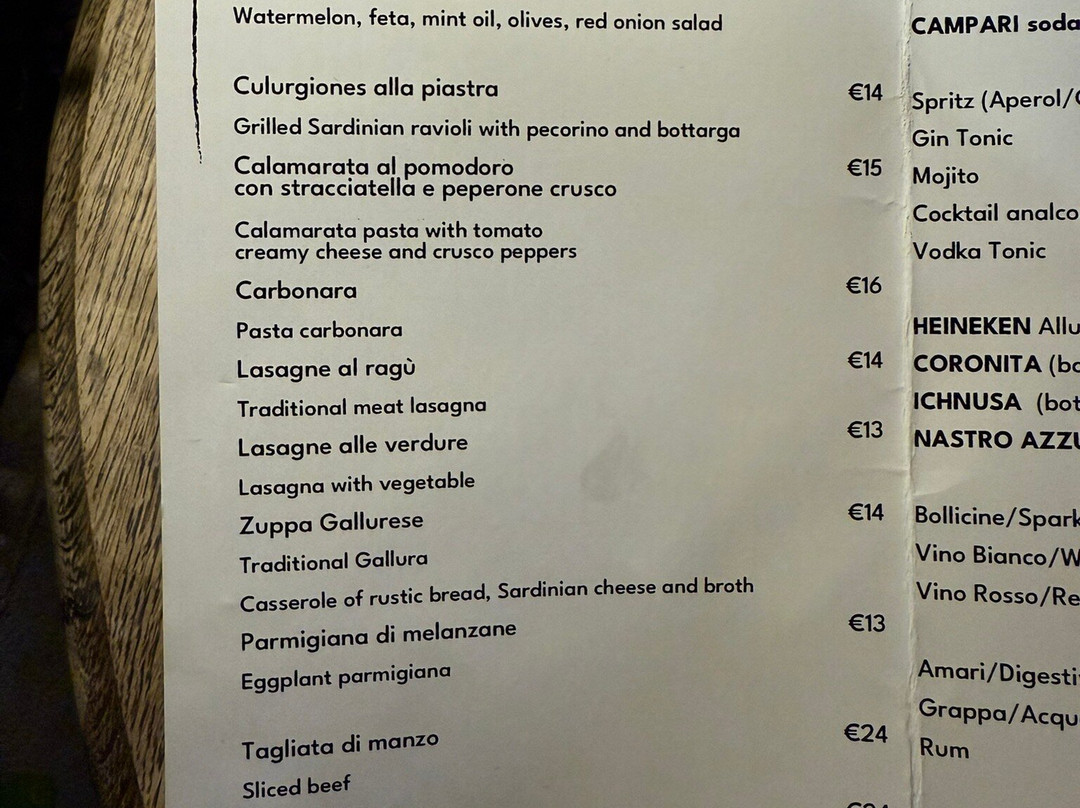 Watermelon, feta, mint oil, olives, red onion salad
Culurgiones alla piastra €14
Grilled Sardinian ravioli with pecorino and bottarga
Calamarata al pomodoro €15
con stracciatella e peperone crusco
Calamarata pasta with tomato
creamy cheese and crusco peppers
Carbonara €16
Pasta carbonara
Lasagne al ragù €14
Traditional meat lasagna
Lasagne alle verdure €13
Lasagna with vegetable
Zuppa Gallurese €14
Traditional Gallura
Casserole of rustic bread, Sardinian cheese and broth
Parmigiana di melanzane €13
Eggplant parmigiana
Tagliata di manzo €24
Sliced beef
CAMPARI soda
Spritz (Aperol/
Gin Tonic
Mojito
Cocktail analco
Vodka Tonic
HEINEKEN Allu
CORONITA (bo
ICHNUSA (bot
NASTRO AZZU
Bollicine/Spark
Vino Bianco/W
Vino Rosso/Re
Amari/Digesti
Grappa/Acqu
Rum